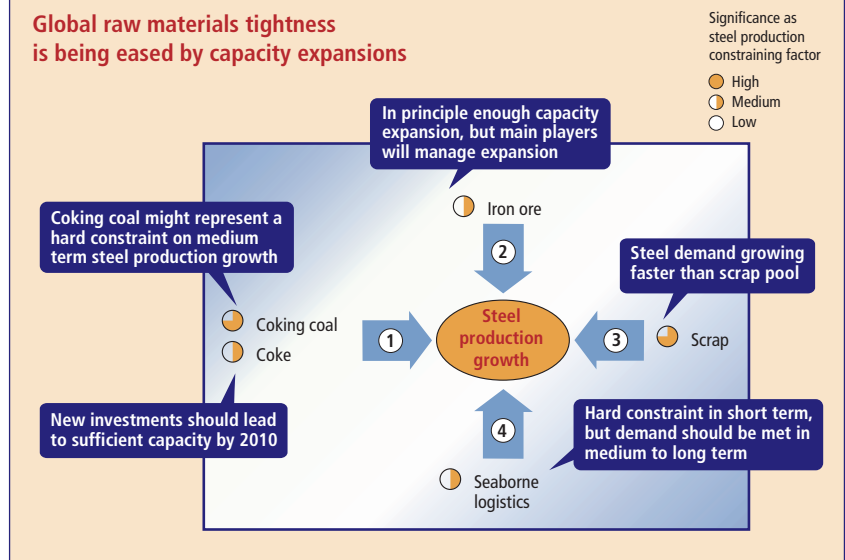 Global raw materials tightness
is being eased by capacity expansions
Significance as
steel production
constraining factor
High
Medium
Low
In principle enough capacity
expansion, but main players
will manage expansion
Coking coal might represent a
hard constraint on medium
term steel production growth
Iron ore
2
Steel demand growing
faster than scrap pool
Coking coal
Coke
1
Steel
production
growth
3
Scrap
New investments should lead
to sufficient capacity by 2010
4
Hard constraint in short term,
but demand should be met in
medium to long term
Seaborne
logistics